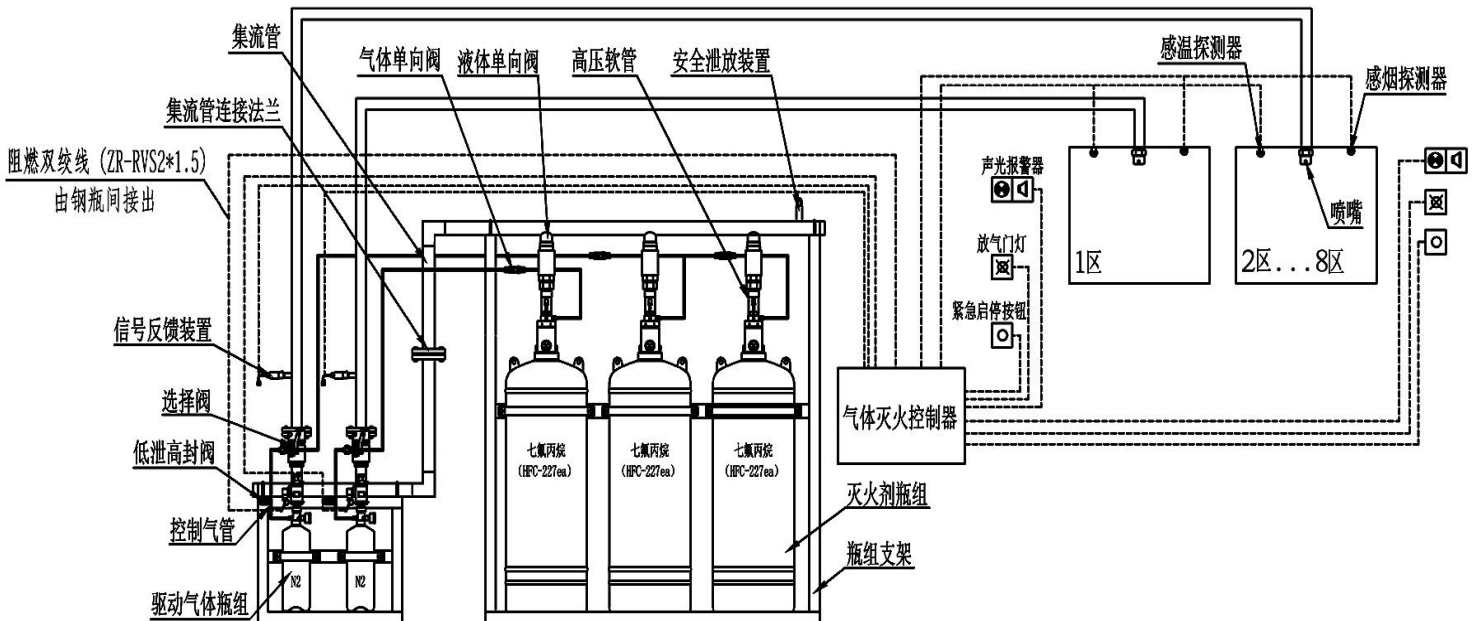 集流管
气体单向阀
液体单向阀
高压软管
安全泄放装置
感温探测器
感烟探测器
集流管连接法兰
阻燃双绞线 (ZR-RVS2*1.5)
由钢瓶间接出
声光报警器
喷嘴
放气门灯
1区
2区...8区
紧急启停按钮
信号反馈装置
选择阀
气体灭火控制器
低泄高封阀
七氟丙烷
(HFC-227ea)
七氟丙烷
(HFC-227ea)
七氟丙烷
(HFC-227ea)
灭火剂瓶组
控制气管
瓶组支架
N2
N2
驱动气体瓶组